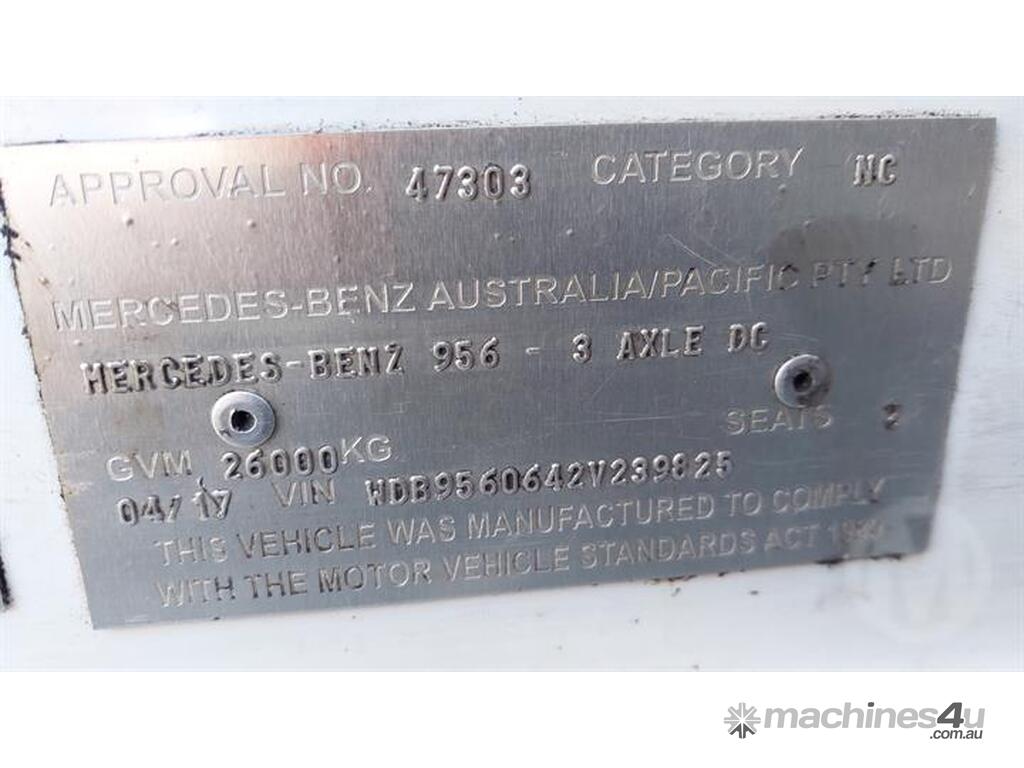 APPROVAL NO. 47303 CATEGORY NC
MERCEDES-BENZ AUSTRALIA/PACIFIC PTY LTD
MERCEDES-BENZ 956 - 3 AXLE DC
SEATS
GVM 26000KG
04/17 VIN WDB9560642V239825
THIS VEHICLE WAS MANUFACTURED TO COMPLY
WITH THE MOTOR VEHICLE STANDARDS ACT
machines4u
.com.au